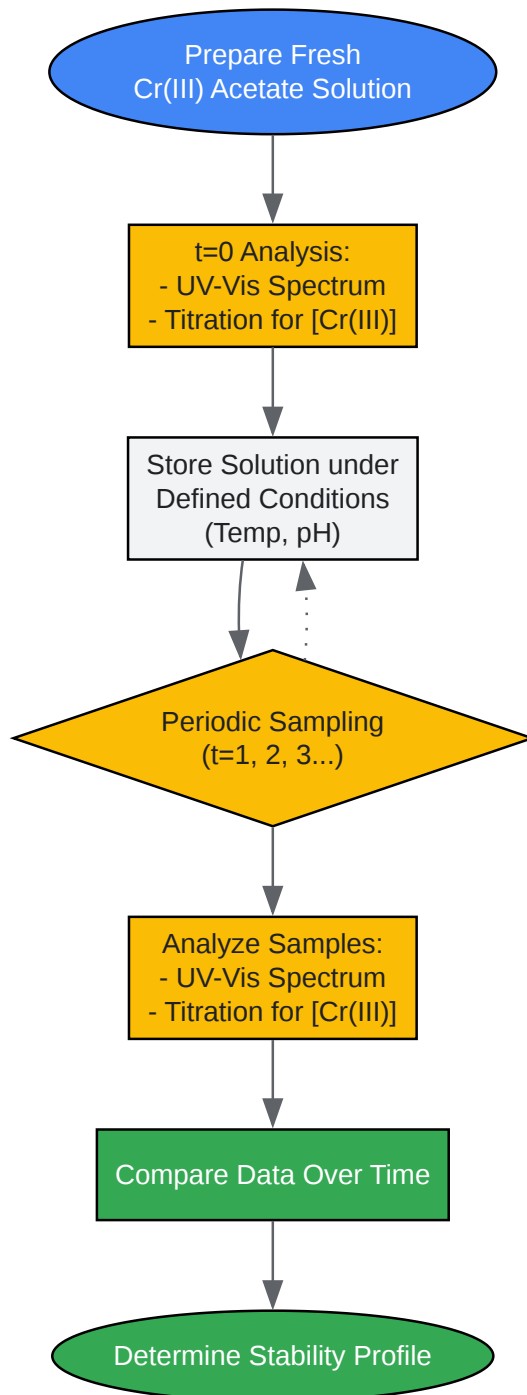 Prepare Fresh
Cr(III) Acetate Solution
t=0 Analysis:
- UV-Vis Spectrum
- Titration for [Cr(III)]
Store Solution under
Defined Conditions
(Temp, pH)
Periodic Sampling
(t=1, 2, 3...)
Analyze Samples:
- UV-Vis Spectrum
- Titration for [Cr(III)]
Compare Data Over Time
Determine Stability Profile